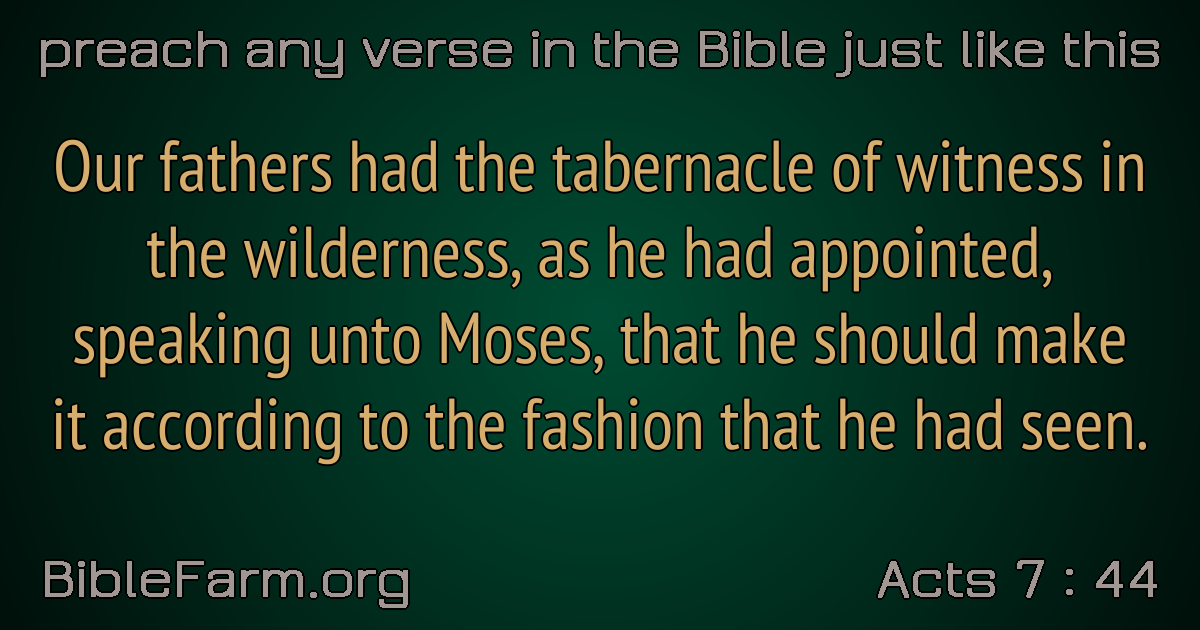 preach any verse in the Bible just like this
Our fathers had the tabernacle of witness in
the wilderness, as he had appointed,
speaking unto Moses, that he should make
it according to the fashion that he had seen.
BibleFarm.org
Acts 7 : 44